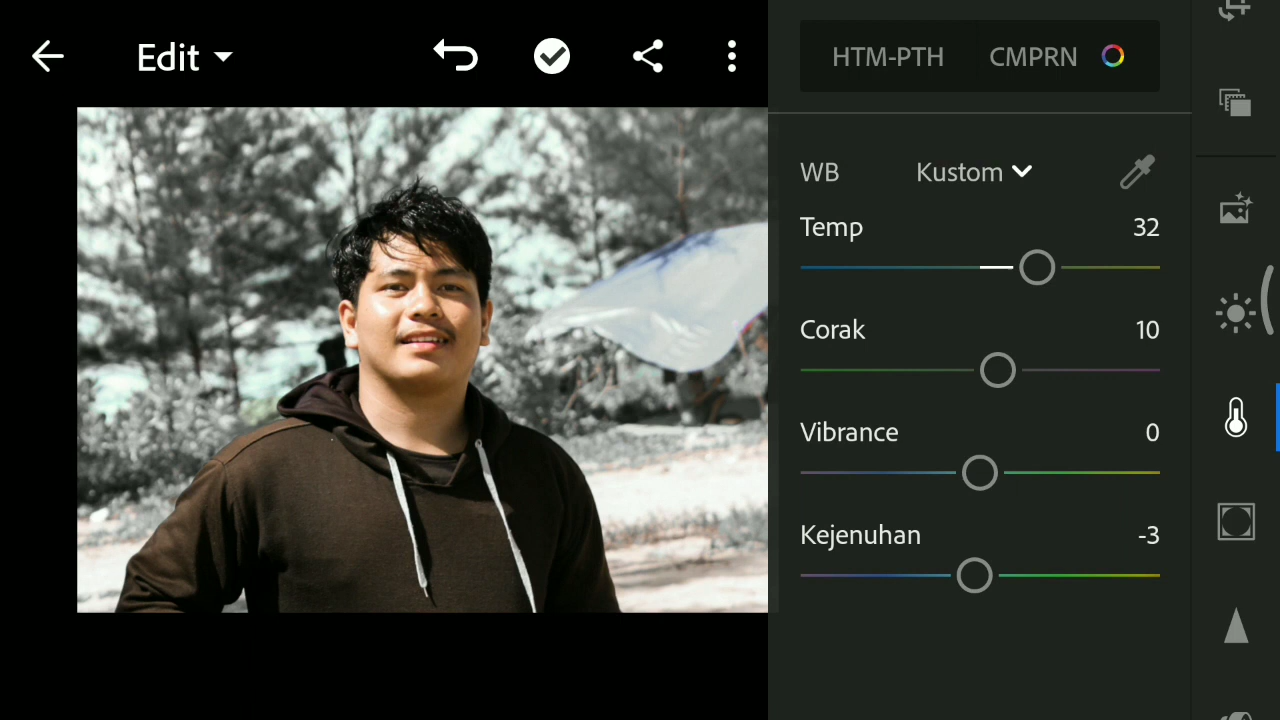 Edit
HTM-PTH CMPRN
WB Kustom
Temp 32
Corak 10
Vibrance 0
Kejenuhan -3